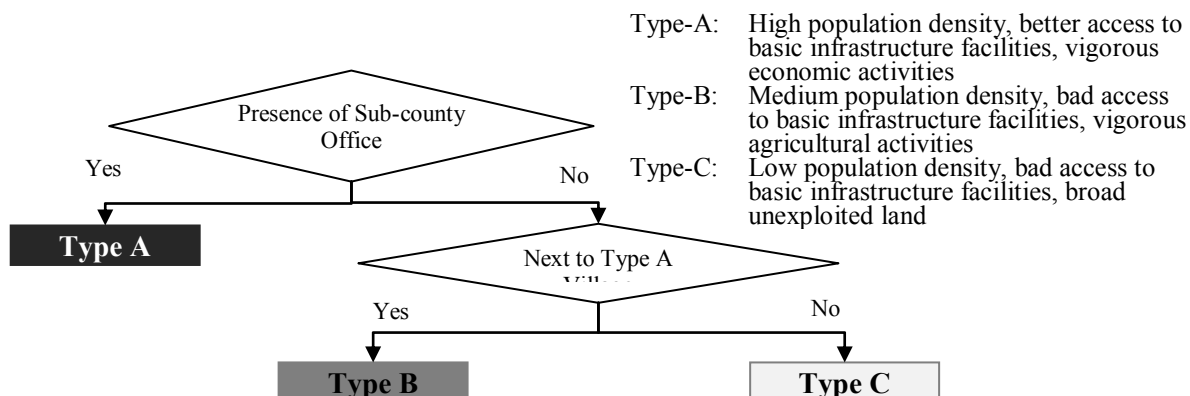 Type-A: High population density, better access to
basic infrastructure facilities, vigorous
economic activities
Type-B: Medium population density, bad access
to basic infrastructure facilities, vigorous
agricultural activities
Type-C: Low population density, bad access to
basic infrastructure facilities, broad
unexploited land
Presence of Sub-county
Office
Yes
No
Type A
Next to Type A
Yes
No
Type B
Type C